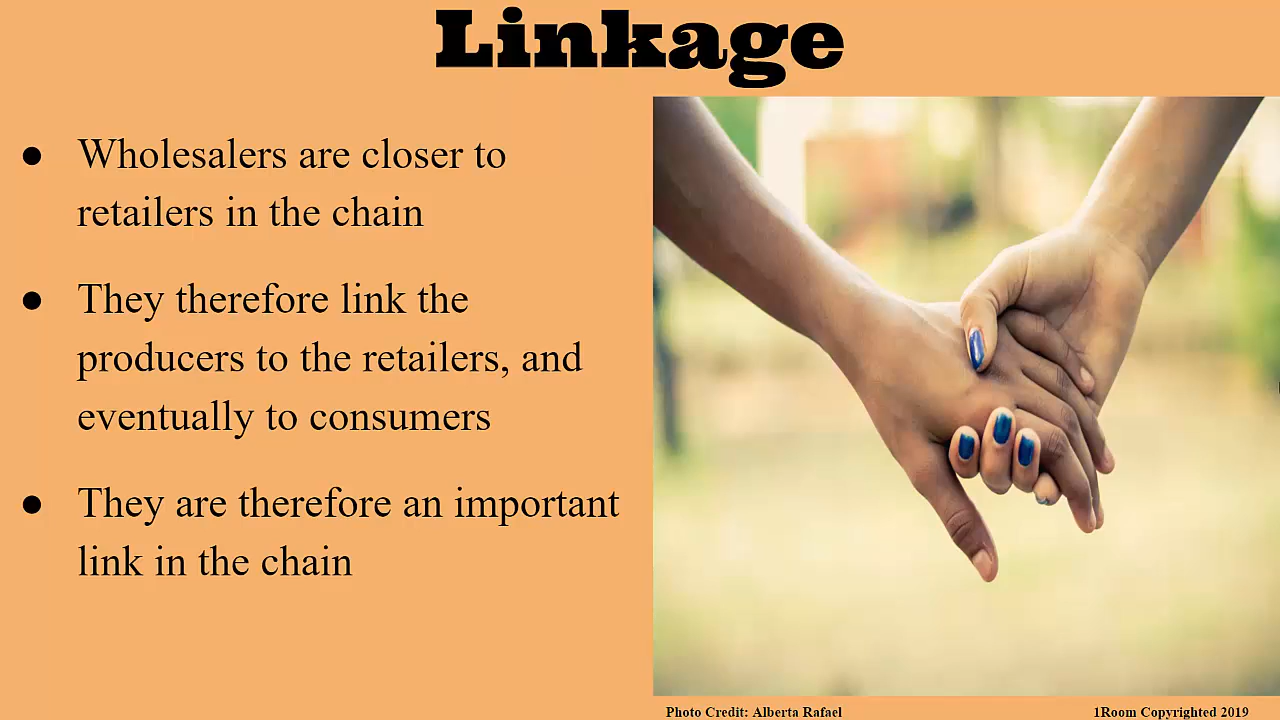 Linkage
● Wholesalers are closer to
retailers in the chain
● They therefore link the
producers to the retailers, and
eventually to consumers
● They are therefore an important
link in the chain
Photo Credit: Alberta Rafael
1Room Copyrighted 2019